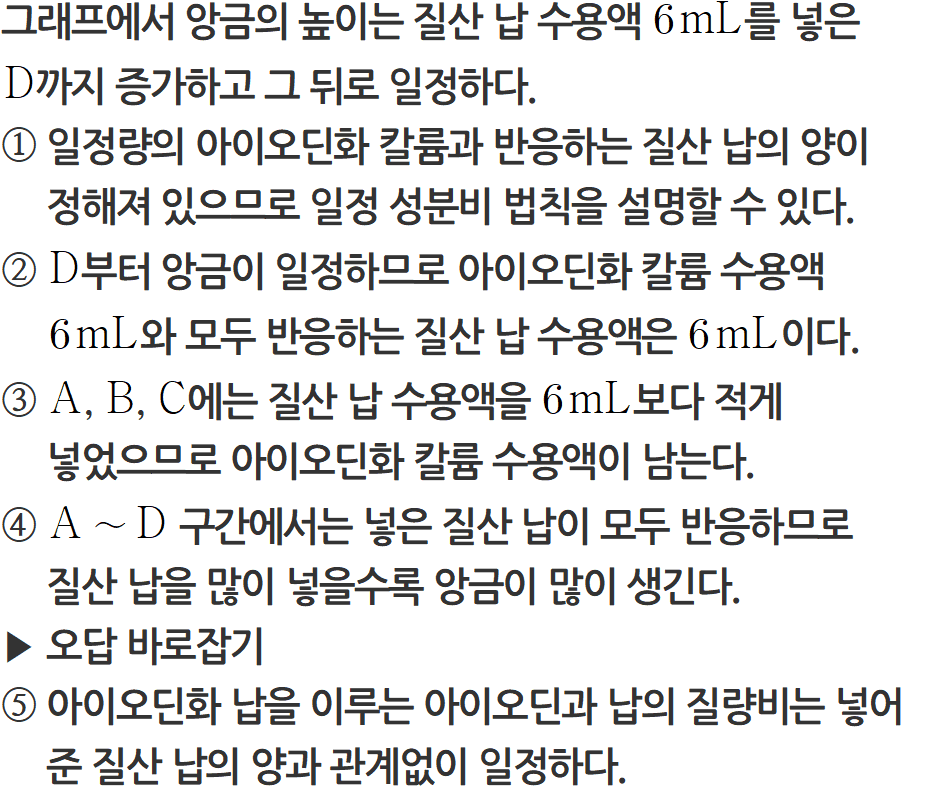 그래프에서 앙금의 높이는 질산 납 수용액 6mL를 넣은
D까지 증가하고 그 뒤로 일정하다.
① 일정량의 아이오딘화 칼륨과 반응하는 질산 납의 양이
정해져 있으므로 일정 성분비 법칙을 설명할 수 있다.
② D부터 앙금이 일정하므로 아이오딘화 칼륨 수용액
6mL와 모두 반응하는 질산 납 수용액은 6mL이다.
③ A, B, C에는 질산 납 수용액을 6mL보다 적게
넣었으므로 아이오딘화 칼륨 수용액이 남는다.
④ A ~ D 구간에서는 넣은 질산 납이 모두 반응하므로
질산 납을 많이 넣을수록 앙금이 많이 생긴다.
▶ 오답 바로잡기
⑤ 아이오딘화 납을 이루는 아이오딘과 납의 질량비는 넣어
준 질산 납의 양과 관계없이 일정하다.